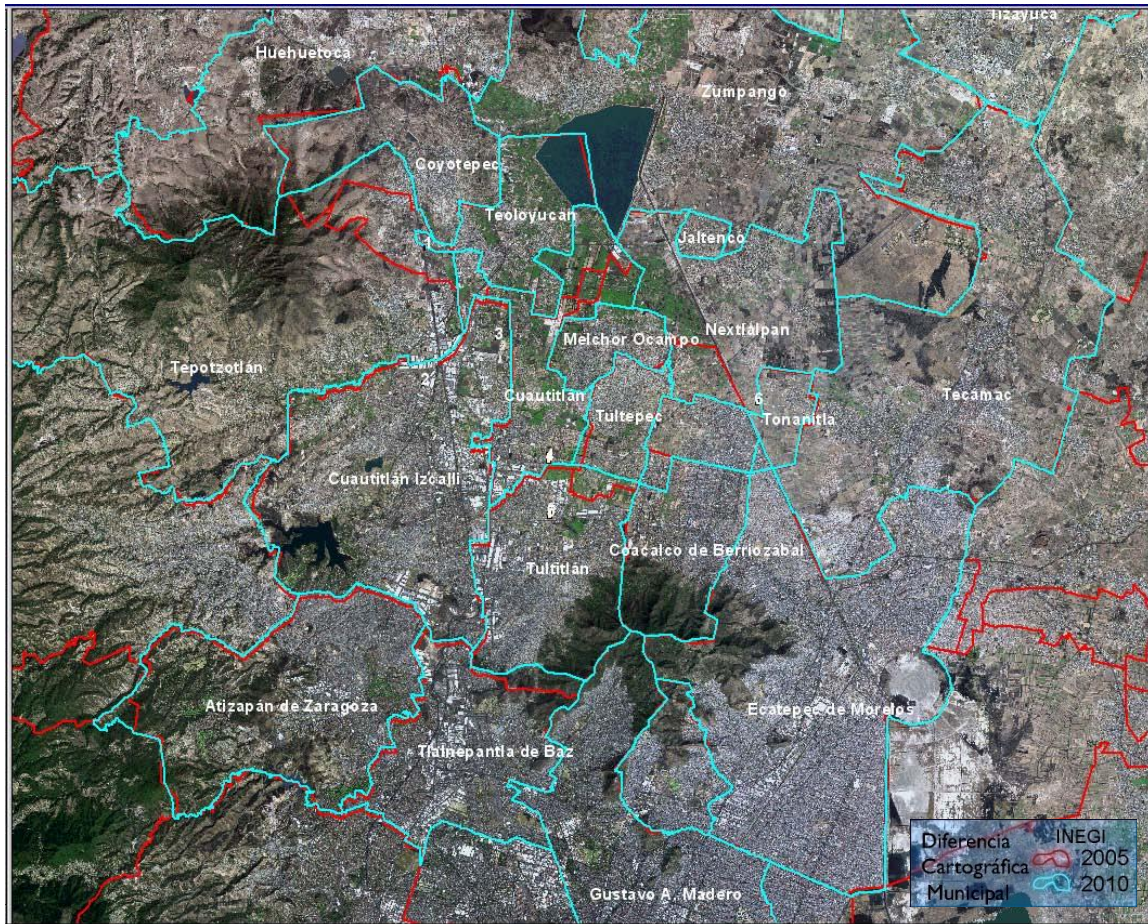 Tizayuca
Huehuetoca
Zumpango
Coyotepec
Teoloyucan
Jaltenco
1
Nextlalpan
3
Melchor Ocampo
Tepotzotlán
2
Cuautitlán
6
Tecamac
Tultepec
Tonanitla
4
Cuautitlán Izcalli
Coacalco de Berriozábal
Tultitlán
Atizapán de Zaragoza
Ecatepec de Morelos
Tlalnepantla de Baz
Diferencia INEGI
Cartográfica 2005
Municipal 2010
Gustavo A. Madero